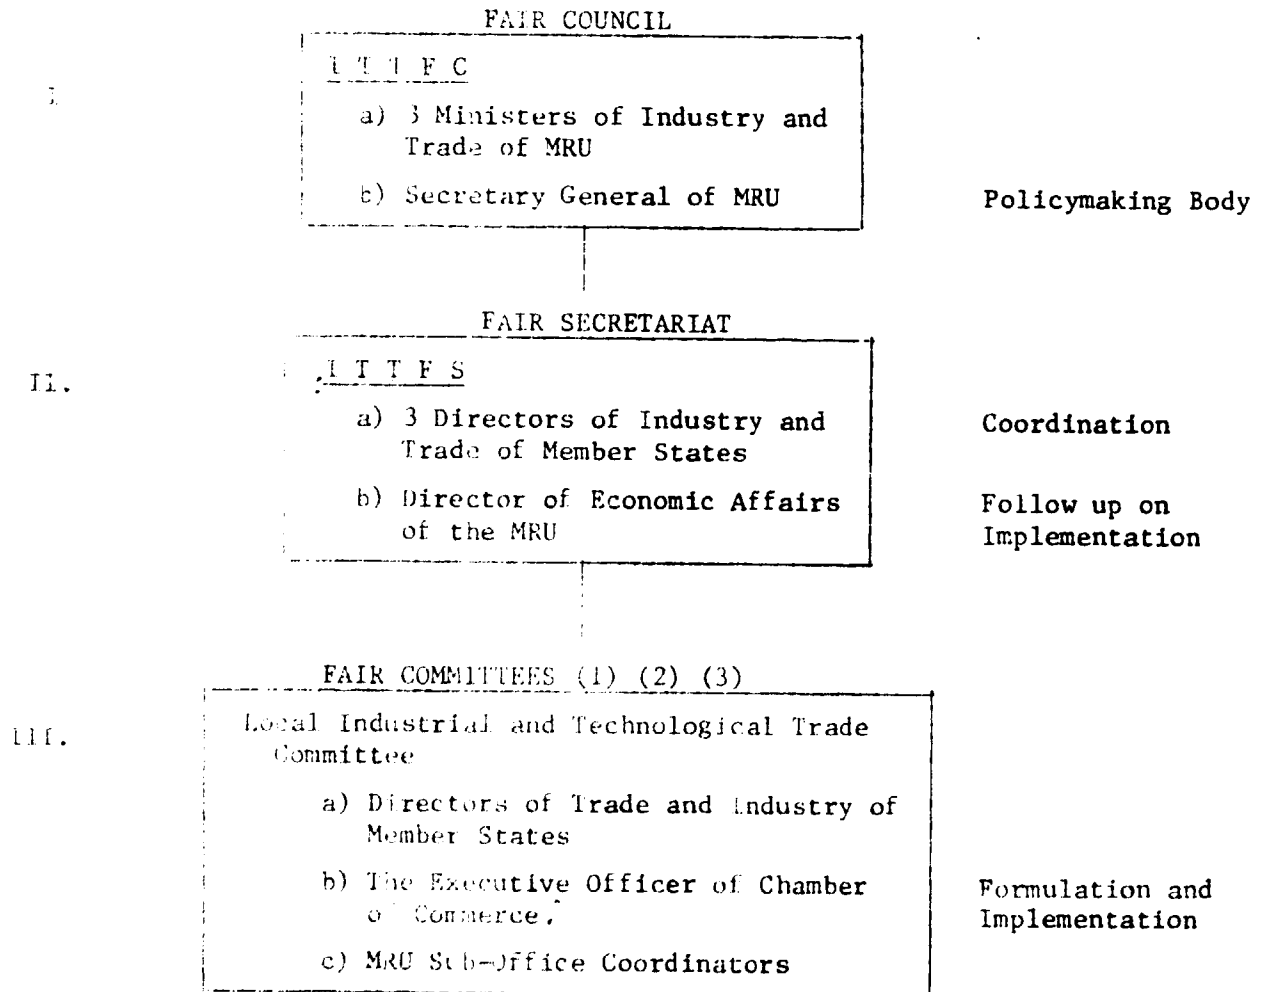 FAIR COUNCIL
I T T F C
I
a) 3 Ministers of Industry and
Trade of MRU
b) Secretary General of MRU
Policymaking Body
FAIR SECRETARIAT
I T T F S
II.
a) 3 Directors of Industry and
Trade of Member States
Coordination
b) Director of Economic Affairs
of the MRU
Follow up on
Implementation
FAIR COMMITTEES (1) (2) (3)
III.
Local Industrial and Technological Trade
Committee
a) Directors of Trade and Industry of
Member States
b) The Executive Officer of Chamber
of Commerce.
Formulation and
Implementation
c) MRU Sub-Office Coordinators